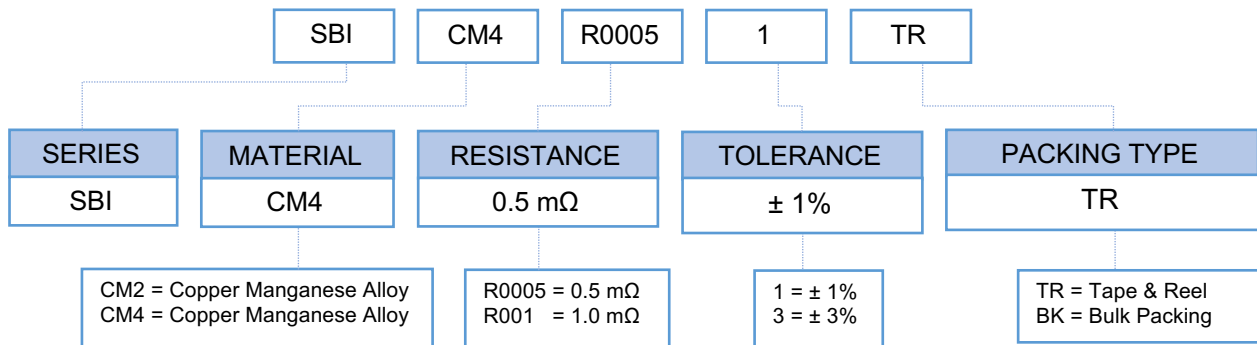 SBI CM4 R0005 1 TR
SERIES MATERIAL RESISTANCE TOLERANCE PACKING TYPE
SBI CM4 0.5 mΩ ± 1% TR
CM2 = Copper Manganese Alloy R0005 = 0.5 mΩ 1 = ± 1% TR = Tape & Reel
CM4 = Copper Manganese Alloy R001 = 1.0 mΩ 3 = ± 3% BK = Bulk Packing